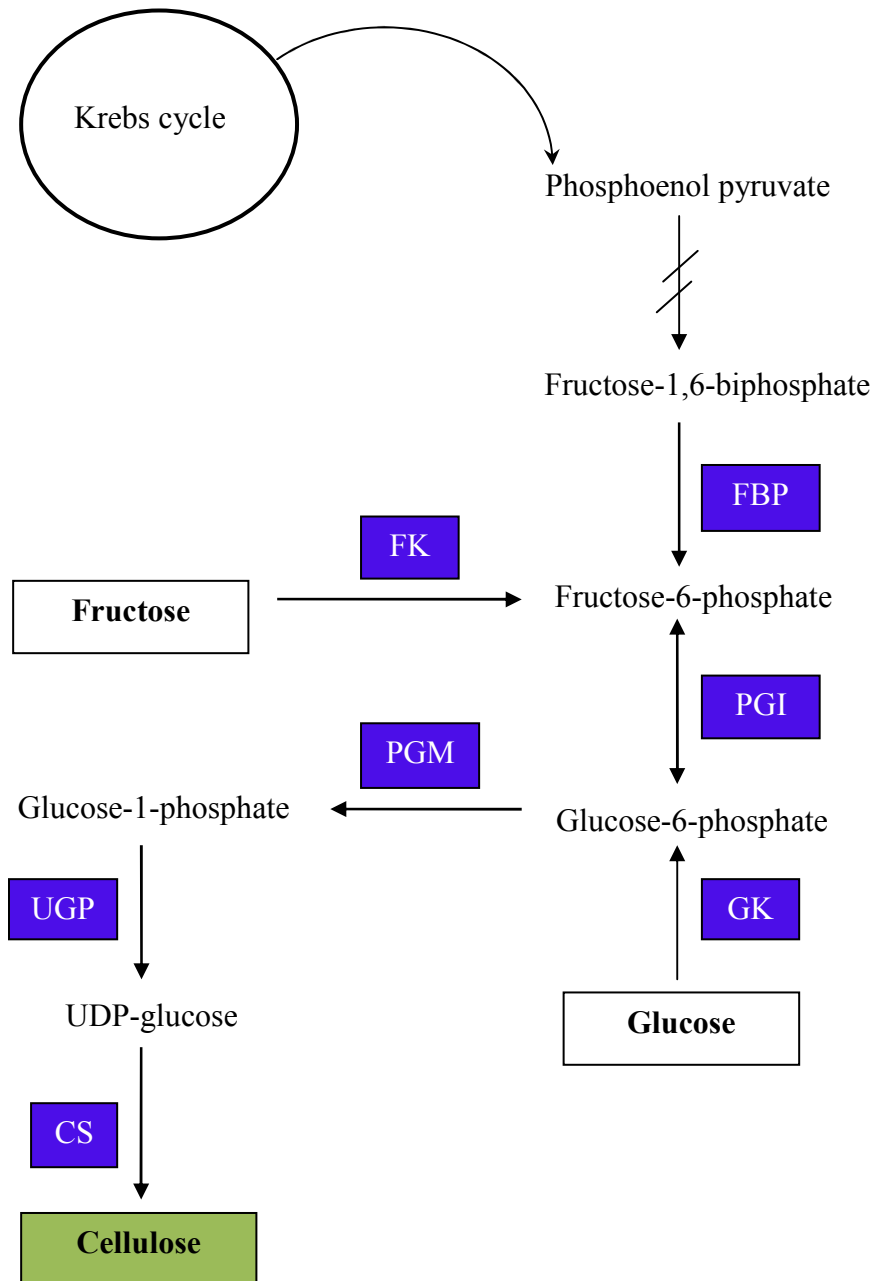 Krebs cycle
Phosphoenol pyruvate
Fructose-1,6-biphosphate
FBP
FK
Fructose
Fructose-6-phosphate
PGI
PGM
Glucose-1-phosphate
Glucose-6-phosphate
UGP
GK
UDP-glucose
Glucose
CS
Cellulose